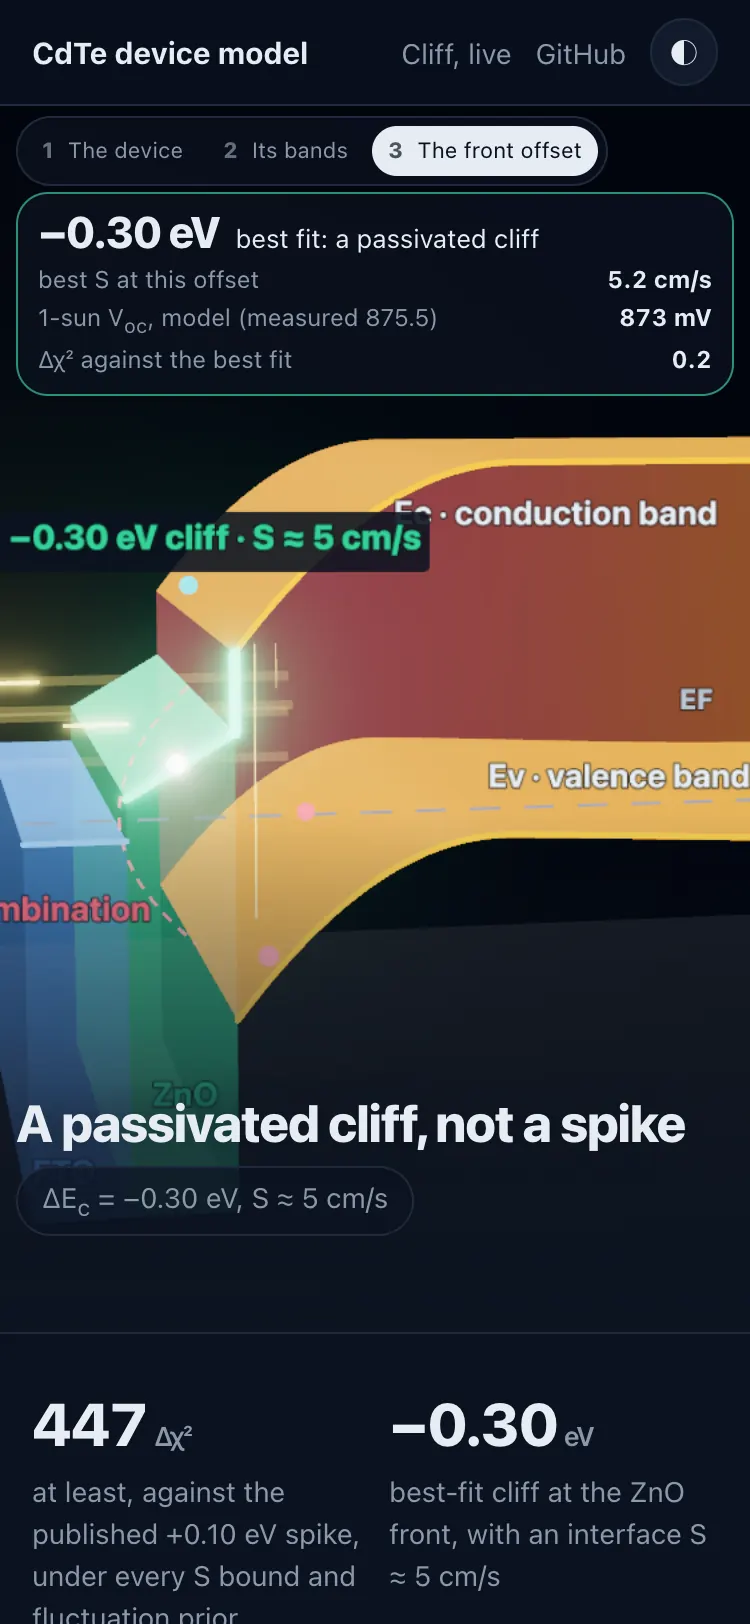 CdTe device model
Cliff, live
GitHub
1 The device
2 Its bands
3 The front offset
−0.30 eV best fit: a passivated cliff
best S at this offset 5.2 cm/s
1-sun Voc, model (measured 875.5) 873 mV
Δχ² against the best fit 0.2
Ec · conduction band
−0.30 eV cliff · S ≈ 5 cm/s
EF
Ev · valence band
mbination
ZnO
A passivated cliff, not a spike
FTO
ΔEc = −0.30 eV, S ≈ 5 cm/s
447 Δχ²
at least, against the
published +0.10 eV spike,
under every S bound and
fluctuation prior
−0.30 eV
best-fit cliff at the ZnO
front, with an interface S
≈ 5 cm/s